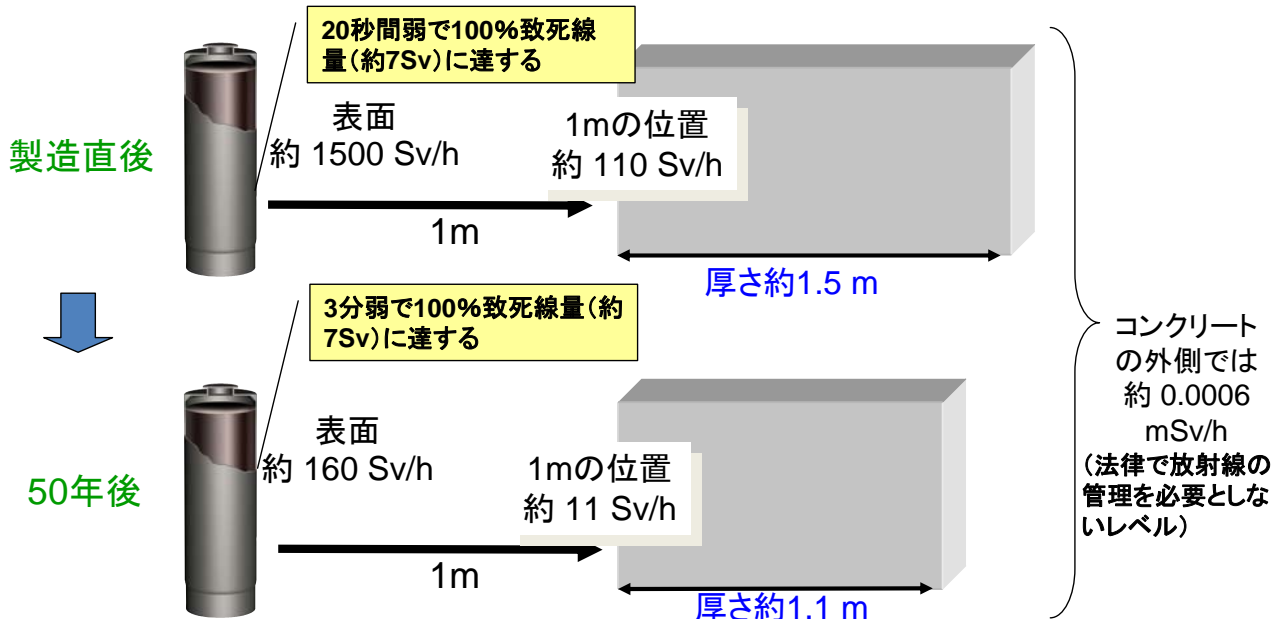 20秒間弱で100%致死線
量(約7Sv)に達する
製造直後
表面
約 1500 Sv/h
1mの位置
約 110 Sv/h
1m
厚さ約1.5 m
3分弱で100%致死線量(約
7Sv)に達する
50年後
表面
約 160 Sv/h
1mの位置
約 11 Sv/h
1m
厚さ約1.1 m
コンクリート
の外側では
約 0.0006
mSv/h
(法律で放射線の
管理を必要としな
いレベル)